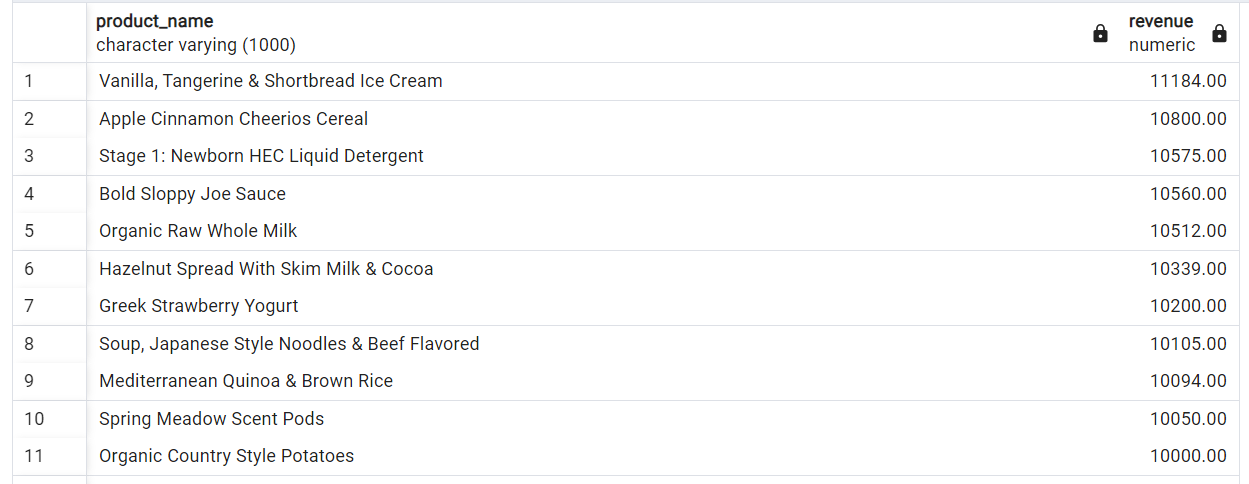 product_name revenue
character varying (1000) numeric
1 Vanilla, Tangerine & Shortbread Ice Cream 11184.00
2 Apple Cinnamon Cheerios Cereal 10800.00
3 Stage 1: Newborn HEC Liquid Detergent 10575.00
4 Bold Sloppy Joe Sauce 10560.00
5 Organic Raw Whole Milk 10512.00
6 Hazelnut Spread With Skim Milk & Cocoa 10339.00
7 Greek Strawberry Yogurt 10200.00
8 Soup, Japanese Style Noodles & Beef Flavored 10105.00
9 Mediterranean Quinoa & Brown Rice 10094.00
10 Spring Meadow Scent Pods 10050.00
11 Organic Country Style Potatoes 10000.00